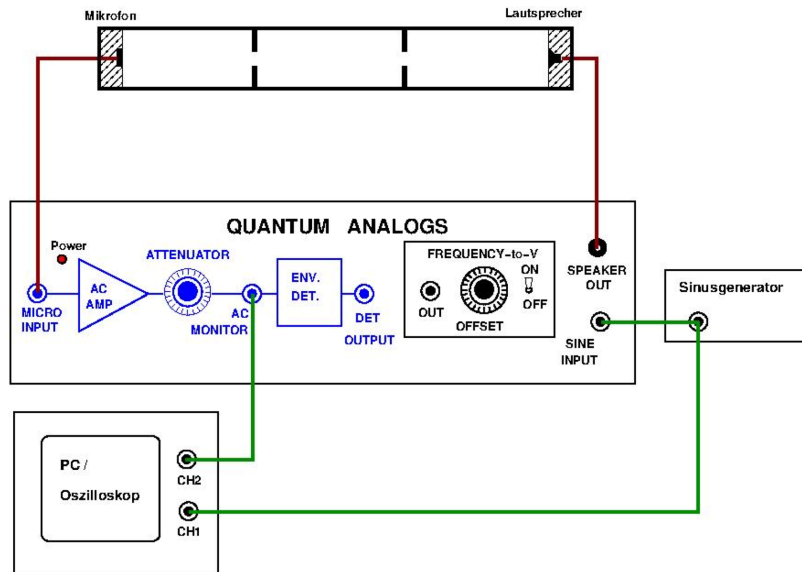 Mikrofon
Lautsprecher
QUANTUM ANALOGS
Power
ATTENUATOR
FREQUENCY-to-V
ON
OFF
SPEAKER
OUT
AC
AMP
ENV.
DET.
OUT
OFFSET
MICRO
INPUT
AC
MONITOR
DET
OUTPUT
SINE
INPUT
Sinusgenerator
PC /
Oszilloskop
CH2
CH1